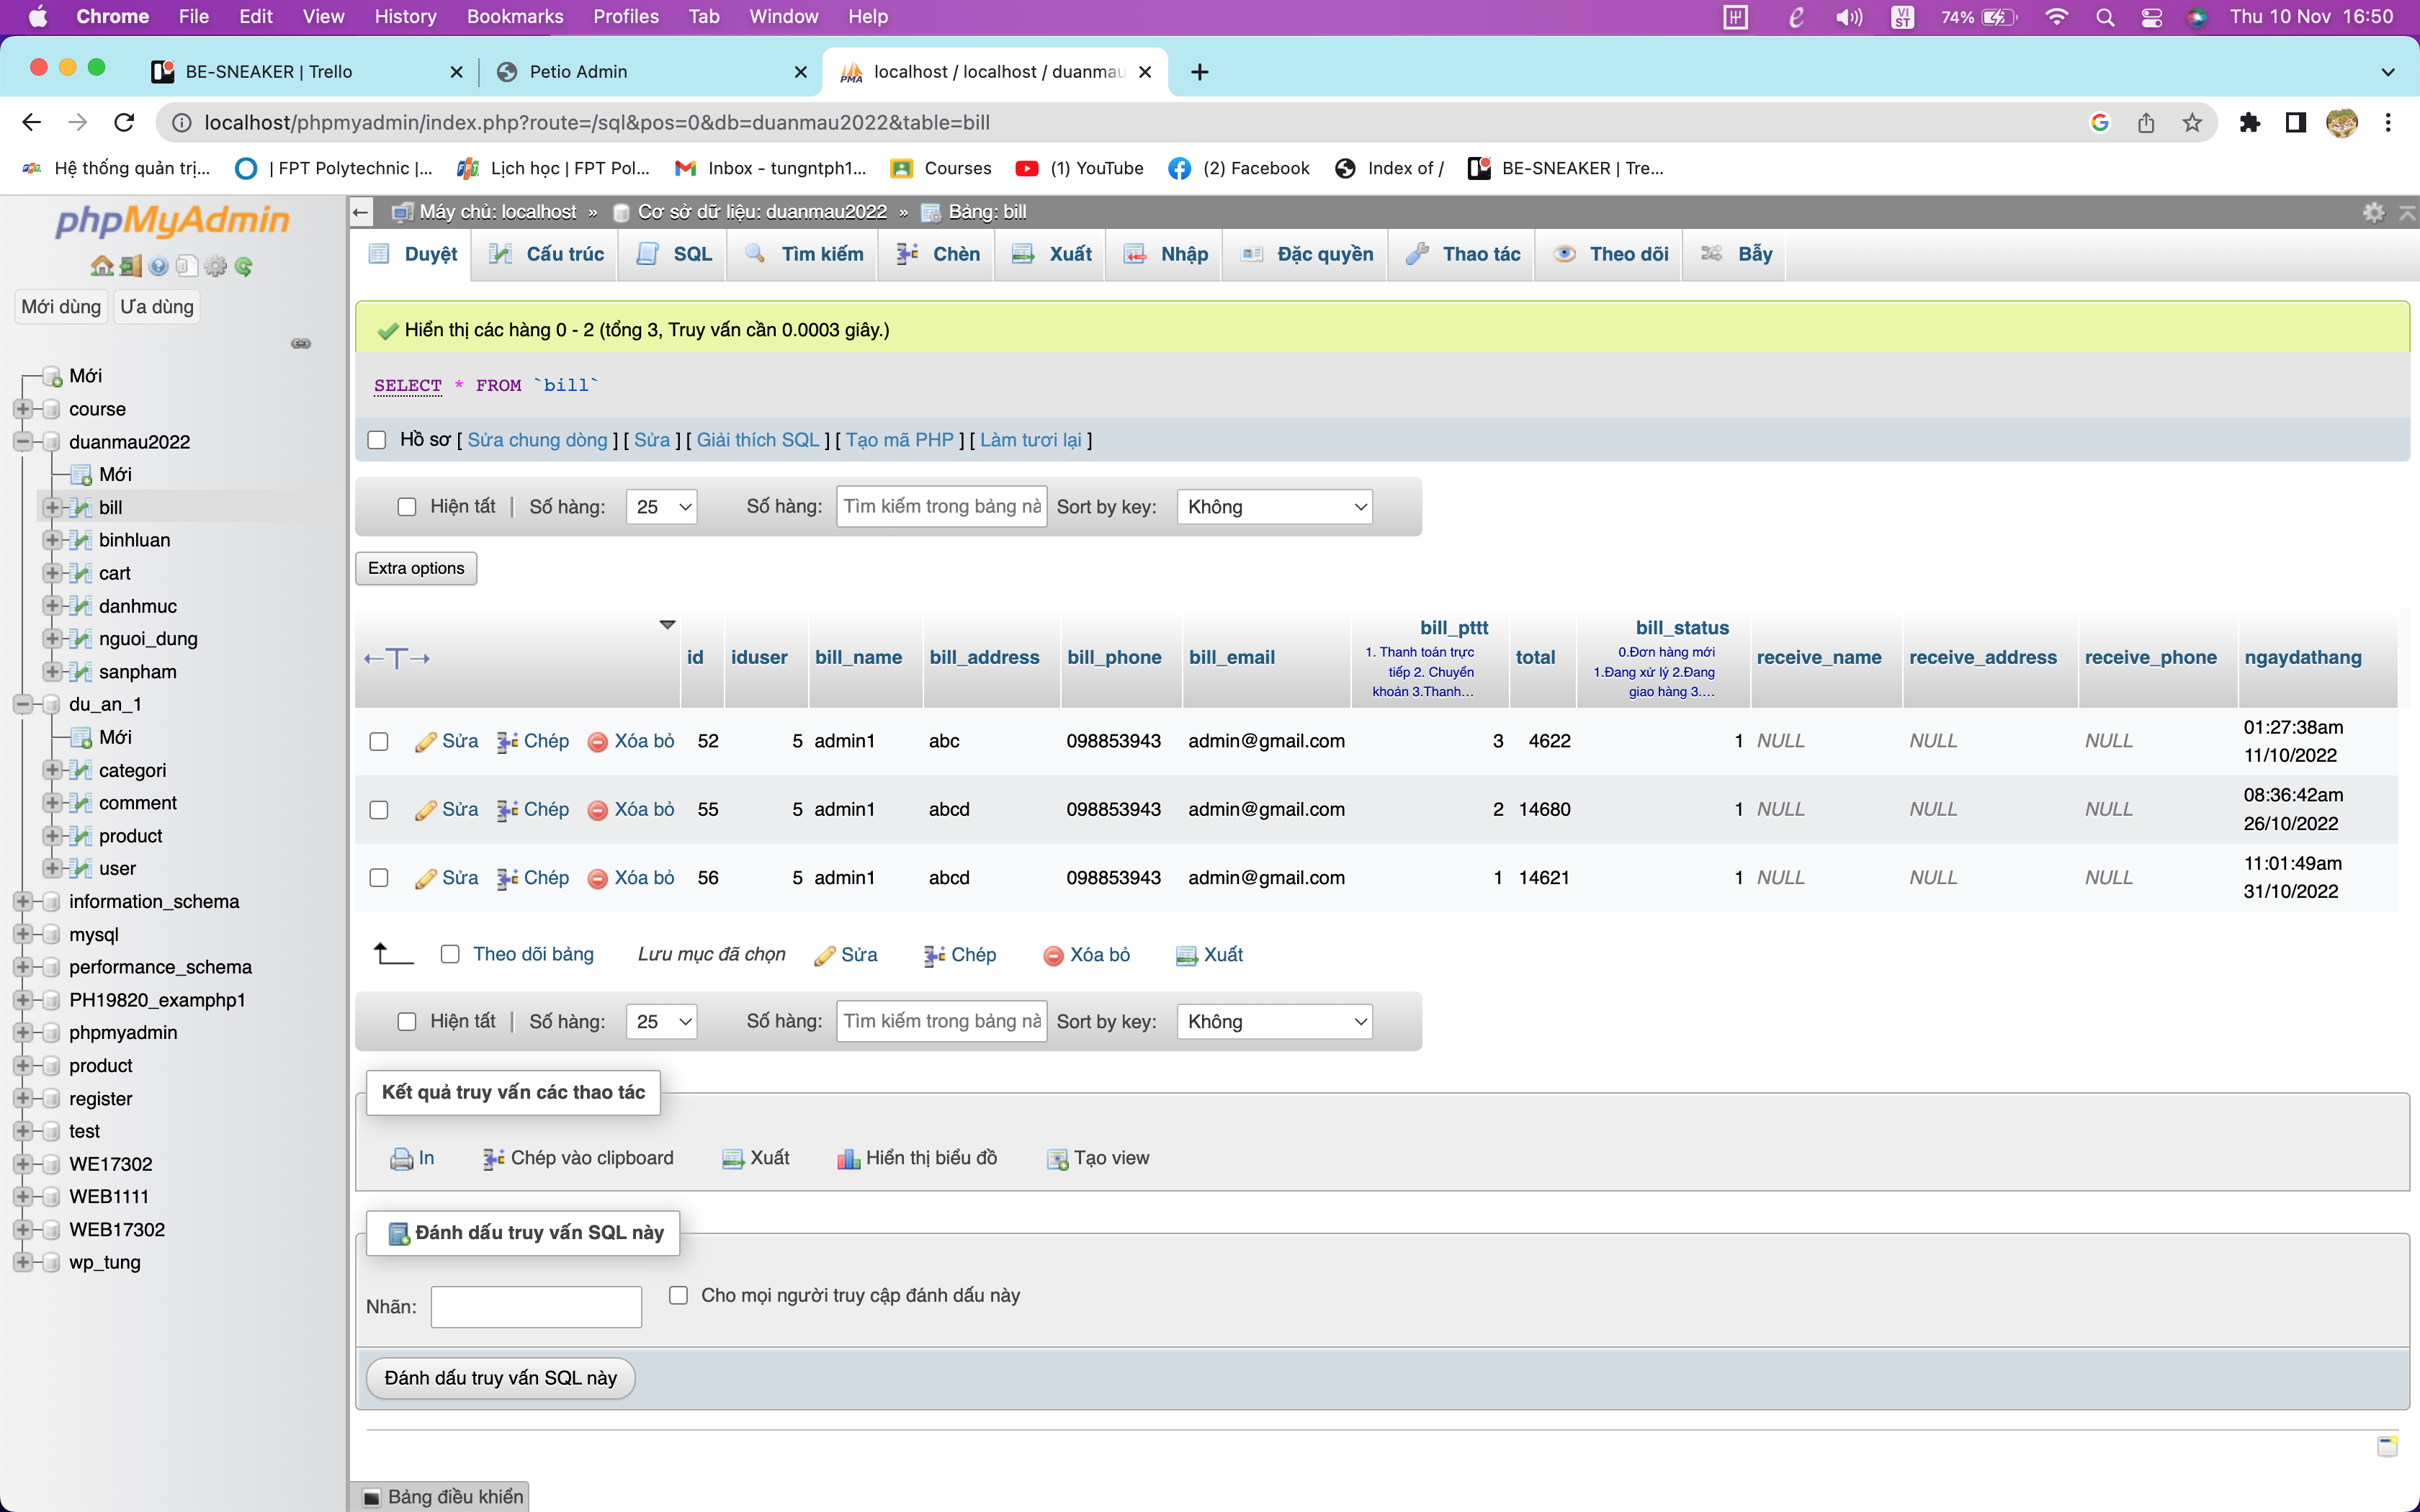 Chrome File Edit View History Bookmarks Profiles Tab Window Help VI ST 74% Thu 10 Nov 16:50
BE-SNEAKER | Trello Petio Admin localhost / localhost / duanmau
localhost/phpmyadmin/index.php?route=/sql&pos=0&db=duanmau2022&table=bill
Hệ thống quản trị... | FPT Polytechnic |... Lịch học | FPT Pol... Inbox - tungntph1... Courses (1) YouTube (2) Facebook Index of / BE-SNEAKER | Tre...
phpMyAdmin
Mới dùng Ưa dùng
Mới
course
duanmau2022
Mới
bill
binhluan
cart
danhmuc
nguoi_dung
sanpham
du_an_1
Mới
categori
comment
product
user
information_schema
mysql
performance_schema
PH19820_examphp1
phpmyadmin
product
register
test
WE17302
WEB1111
WEB17302
wp_tung
Máy chủ: localhost » Cơ sở dữ liệu: duanmau2022 » Bảng: bill
Duyệt Cấu trúc SQL Tìm kiếm Chèn Xuất Nhập Đặc quyền Thao tác Theo dõi Bẫy
Hiển thị các hàng 0 - 2 (tổng 3, Truy vấn cần 0.0003 giây.)
SELECT * FROM `bill`
Hồ sơ [ Sửa chung dòng ] [ Sửa ] [ Giải thích SQL ] [ Tạo mã PHP ] [ Làm tươi lại ]
Hiện tất | Số hàng: 25 Số hàng: Tìm kiếm trong bảng nà Sort by key: Không
Extra options
id iduser bill_name bill_address bill_phone bill_email bill_pttt 1. Thanh toán trực tiếp 2. Chuyển khoản 3.Thanh... total bill_status 0.Đơn hàng mới 1.Đang xử lý 2.Đang giao hàng 3.... receive_name receive_address receive_phone ngaydathang
Sửa Chép Xóa bỏ 52 5 admin1 abc 098853943 admin@gmail.com 3 4622 1 NULL NULL NULL 01:27:38am 11/10/2022
Sửa Chép Xóa bỏ 55 5 admin1 abcd 098853943 admin@gmail.com 2 14680 1 NULL NULL NULL 08:36:42am 26/10/2022
Sửa Chép Xóa bỏ 56 5 admin1 abcd 098853943 admin@gmail.com 1 14621 1 NULL NULL NULL 11:01:49am 31/10/2022
Theo dõi bảng Lưu mục đã chọn Sửa Chép Xóa bỏ Xuất
Hiện tất | Số hàng: 25 Số hàng: Tìm kiếm trong bảng nà Sort by key: Không
Kết quả truy vấn các thao tác
In Chép vào clipboard Xuất Hiển thị biểu đồ Tạo view
Đánh dấu truy vấn SQL này
Nhãn: Cho mọi người truy cập đánh dấu này
Đánh dấu truy vấn SQL này
Bảng điều khiển